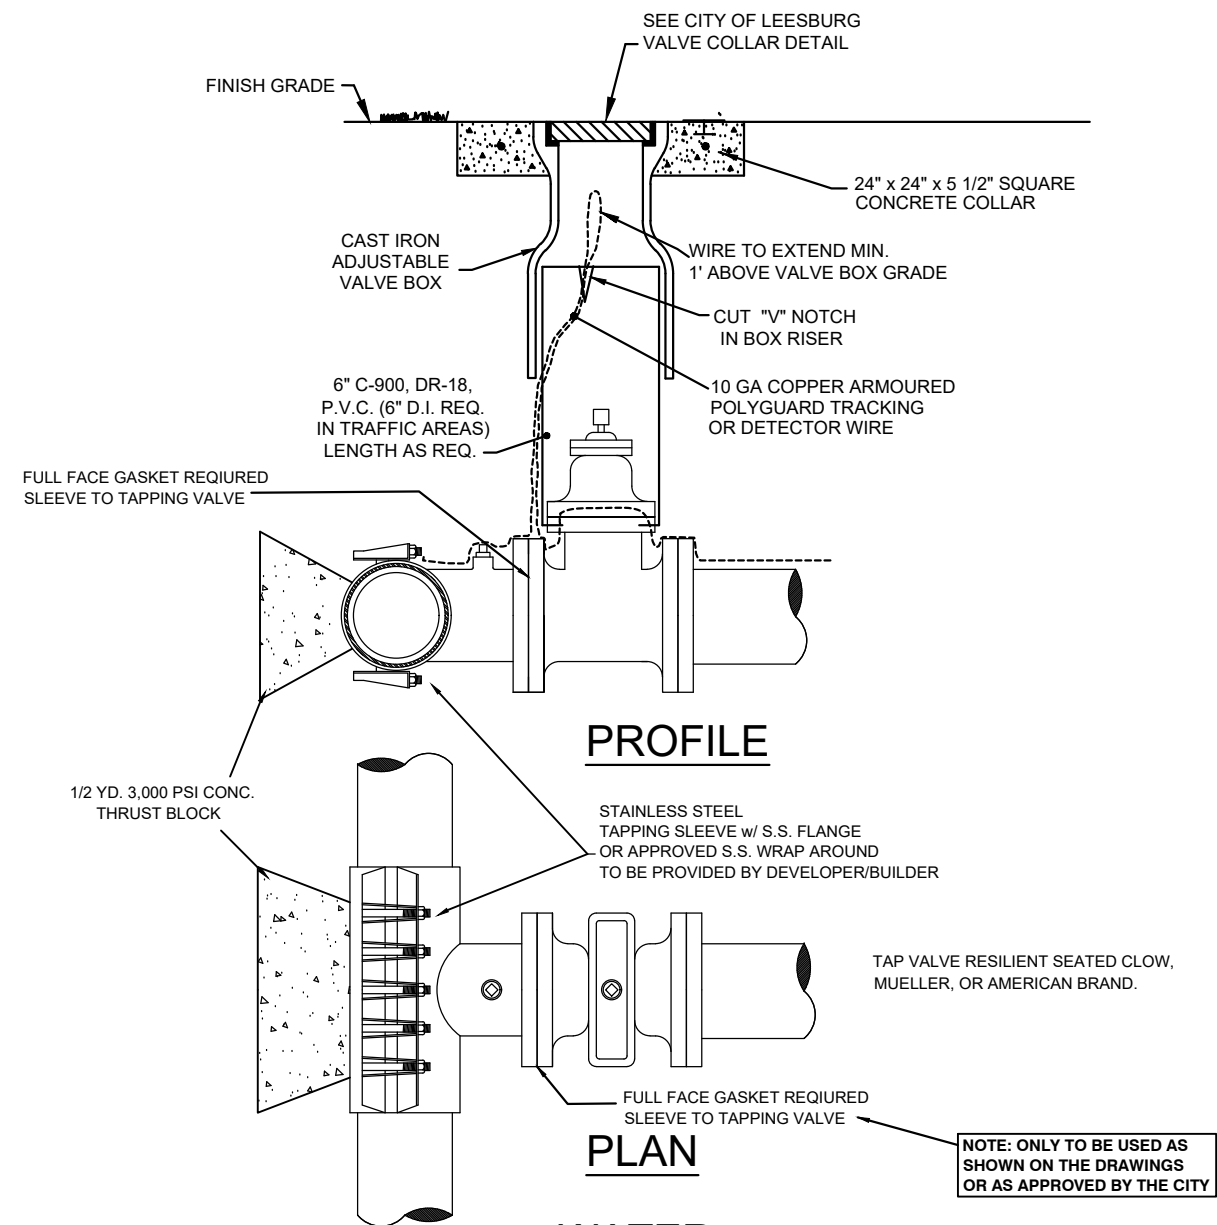 SEE CITY OF LEESBURG
VALVE COLLAR DETAIL
FINISH GRADE
24" x 24" x 5 1/2" SQUARE
CONCRETE COLLAR
CAST IRON
ADJUSTABLE
VALVE BOX
WIRE TO EXTEND MIN.
1' ABOVE VALVE BOX GRADE
CUT "V" NOTCH
IN BOX RISER
6" C-900, DR-18,
P.V.C. (6" D.I. REQ.
IN TRAFFIC AREAS)
LENGTH AS REQ.
10 GA COPPER ARMOURED
POLYGUARD TRACKING
OR DETECTOR WIRE
FULL FACE GASKET REQIURED
SLEEVE TO TAPPING VALVE
PROFILE
1/2 YD. 3,000 PSI CONC.
THRUST BLOCK
STAINLESS STEEL
TAPPING SLEEVE w/ S.S. FLANGE
OR APPROVED S.S. WRAP AROUND
TO BE PROVIDED BY DEVELOPER/BUILDER
TAP VALVE RESILIENT SEATED CLOW,
MUELLER, OR AMERICAN BRAND.
FULL FACE GASKET REQIURED
SLEEVE TO TAPPING VALVE
PLAN
NOTE: ONLY TO BE USED AS
SHOWN ON THE DRAWINGS
OR AS APPROVED BY THE CITY
WATER